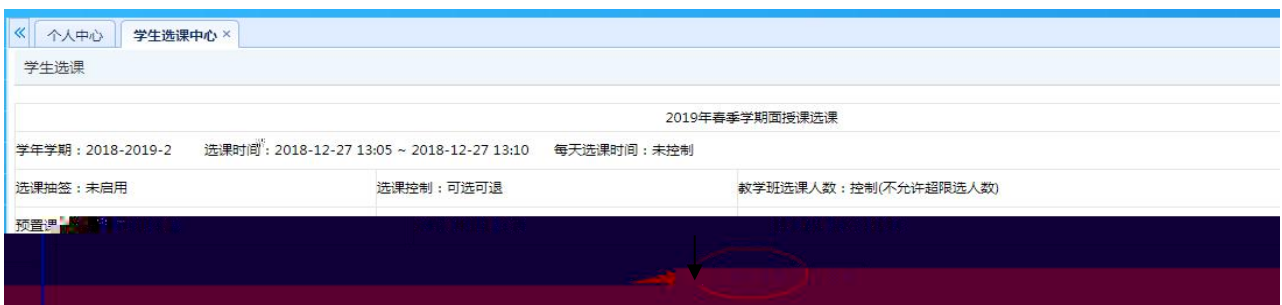 个人中心 学生选课中心 ×
学生选课
2019年春季学期面授课选课
学年学期：2018-2019-2 选课时间：2018-12-27 13:05 ~ 2018-12-27 13:10 每天选课时间：未控制
选课抽签：未启用 选课控制：可选可退 教学班选课人数：控制(不允许超限选人数)
预置课